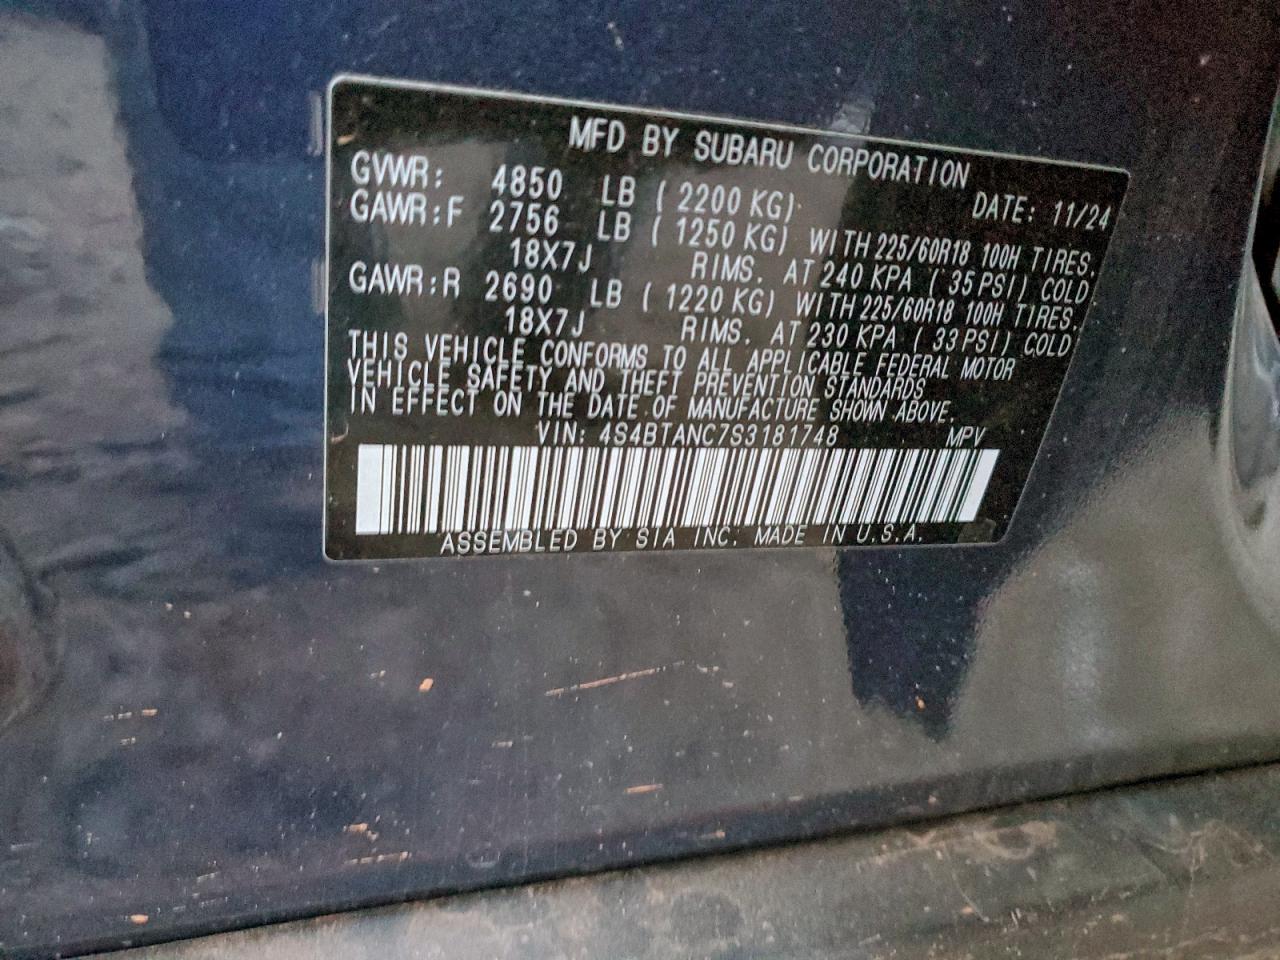 MFD BY SUBARU CORPORATION
GVWR: 4850 LB ( 2200 KG) DATE: 11/24
GAWR:F 2756 LB ( 1250 KG) WITH 225/60R18 100H TIRES,
18X7J RIMS, AT 240 KPA ( 35 PSI) COLD
GAWR:R 2690 LB ( 1220 KG) WITH 225/60R18 100H TIRES,
18X7J RIMS, AT 230 KPA ( 33 PSI) COLD
THIS VEHICLE CONFORMS TO ALL APPLICABLE FEDERAL MOTOR
VEHICLE SAFETY AND THEFT PREVENTION STANDARDS
IN EFFECT ON THE DATE OF MANUFACTURE SHOWN ABOVE.
VIN: 4S4BTANC7S3181748 MPV
ASSEMBLED BY SIA INC. MADE IN U.S.A.